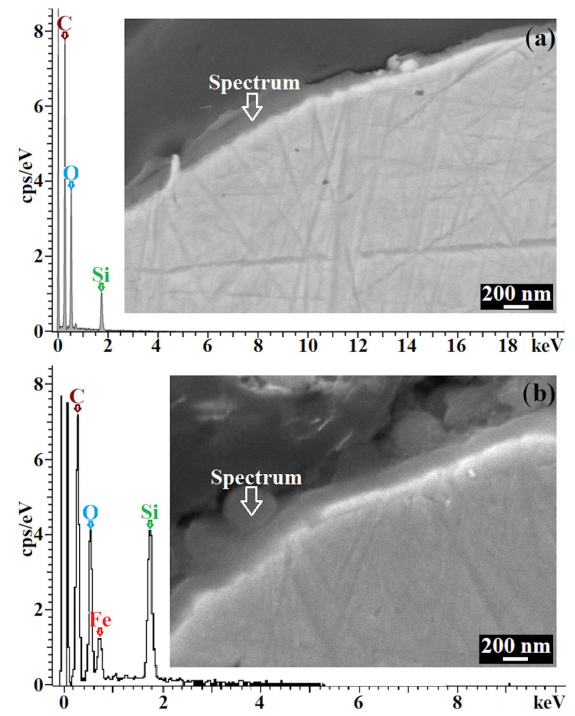 (a)
C
8
Spectrum
6
cps/eV
O
4
2
Si
200 nm
0
0 2 4 6 8 10 12 14 16 18 keV
(b)
C
8
Spectrum
6
cps/eV
O
Si
4
Fe
2
200 nm
0
0 2 4 6 8 keV